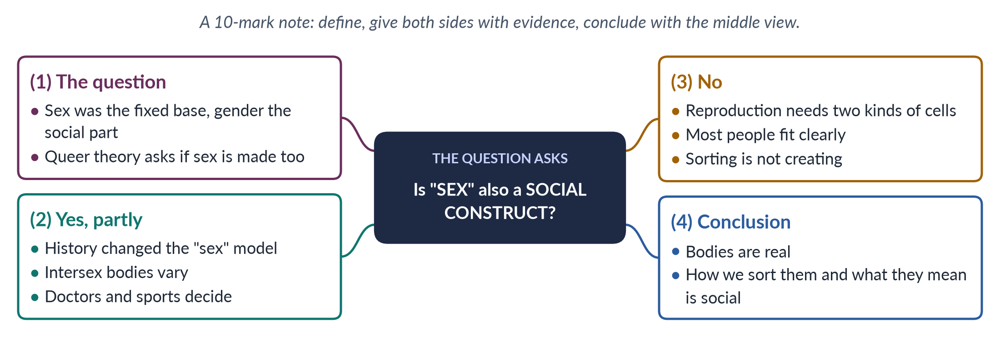 A 10-mark note: define, give both sides with evidence, conclude with the middle view.
(1) The question
● Sex was the fixed base, gender the
social part
● Queer theory asks if sex is made too
(2) Yes, partly
● History changed the "sex" model
● Intersex bodies vary
● Doctors and sports decide
THE QUESTION ASKS
Is "SEX" also a SOCIAL
CONSTRUCT?
(3) No
● Reproduction needs two kinds of cells
● Most people fit clearly
● Sorting is not creating
(4) Conclusion
● Bodies are real
● How we sort them and what they mean
is social